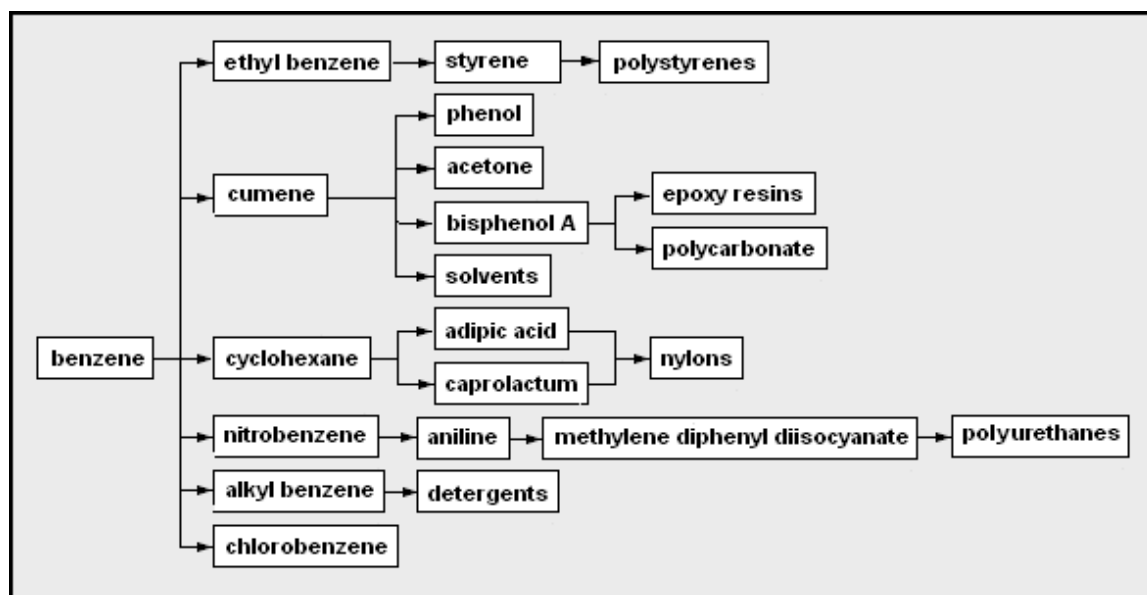 ethyl benzene
styrene
polystyrenes
phenol
acetone
cumene
bisphenol A
epoxy resins
polycarbonate
solvents
adipic acid
benzene
cyclohexane
nylons
caprolactum
nitrobenzene
aniline
methylene diphenyl diisocyanate
polyurethanes
alkyl benzene
detergents
chlorobenzene